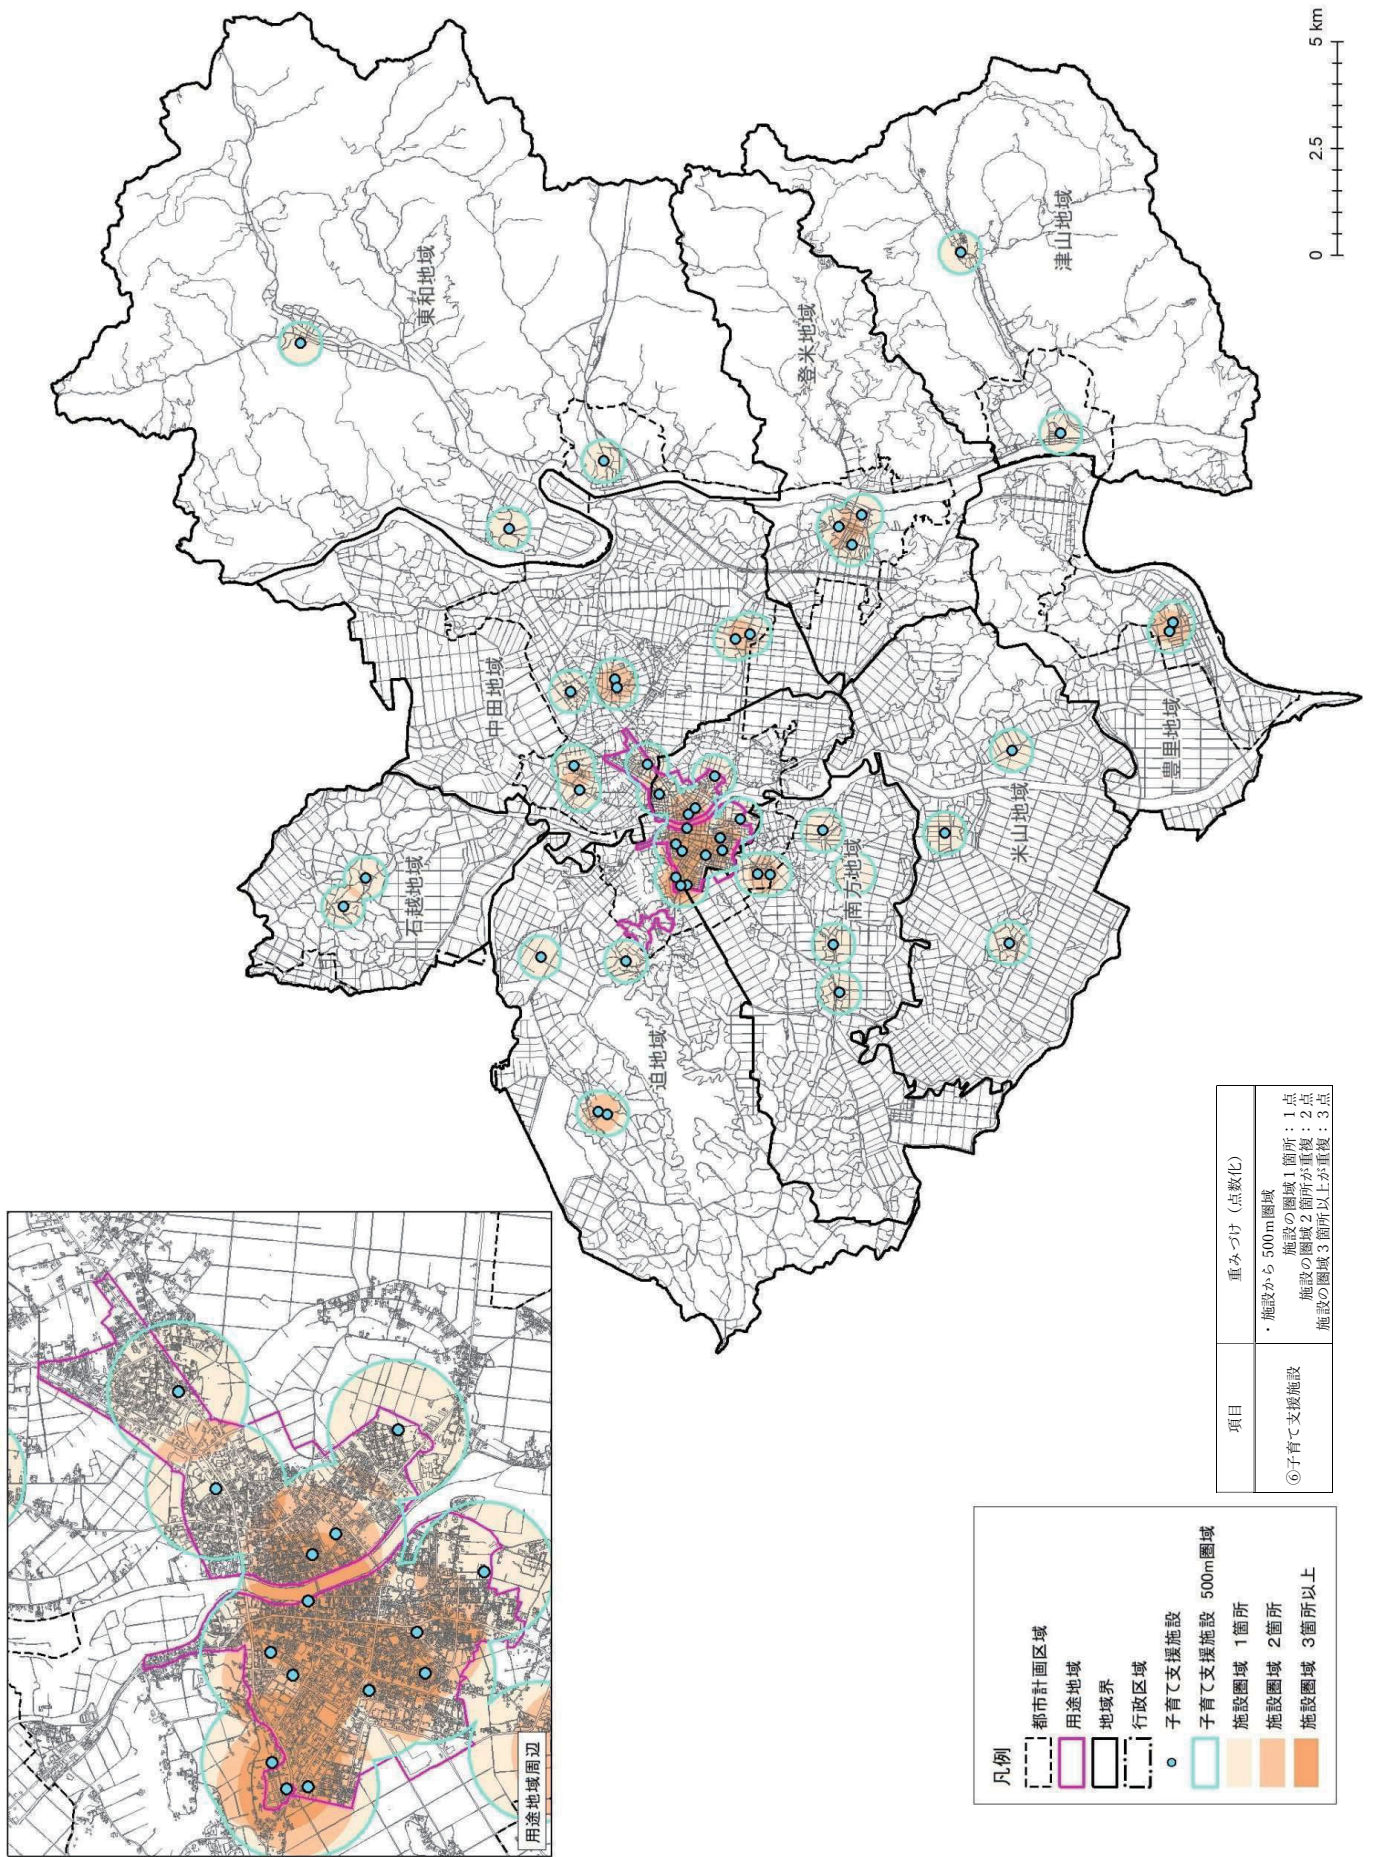 用途地域周辺
石越地域
中田地域
東和地域
迫地域
登米地域
南方地域
米山地域
津山地域
豊里地域
凡例
都市計画区域
用途地域
地域界
行政区域
子育て支援施設
子育て支援施設 500m圏域
施設圏域 1箇所
施設圏域 2箇所
施設圏域 3箇所以上
項目
重みづけ（点数化）
⑥子育て支援施設
・施設から 500m圏域
施設の圏域1箇所：1点
施設の圏域2箇所が重複：2点
施設の圏域3箇所以上が重複：3点
0 2.5 5 km